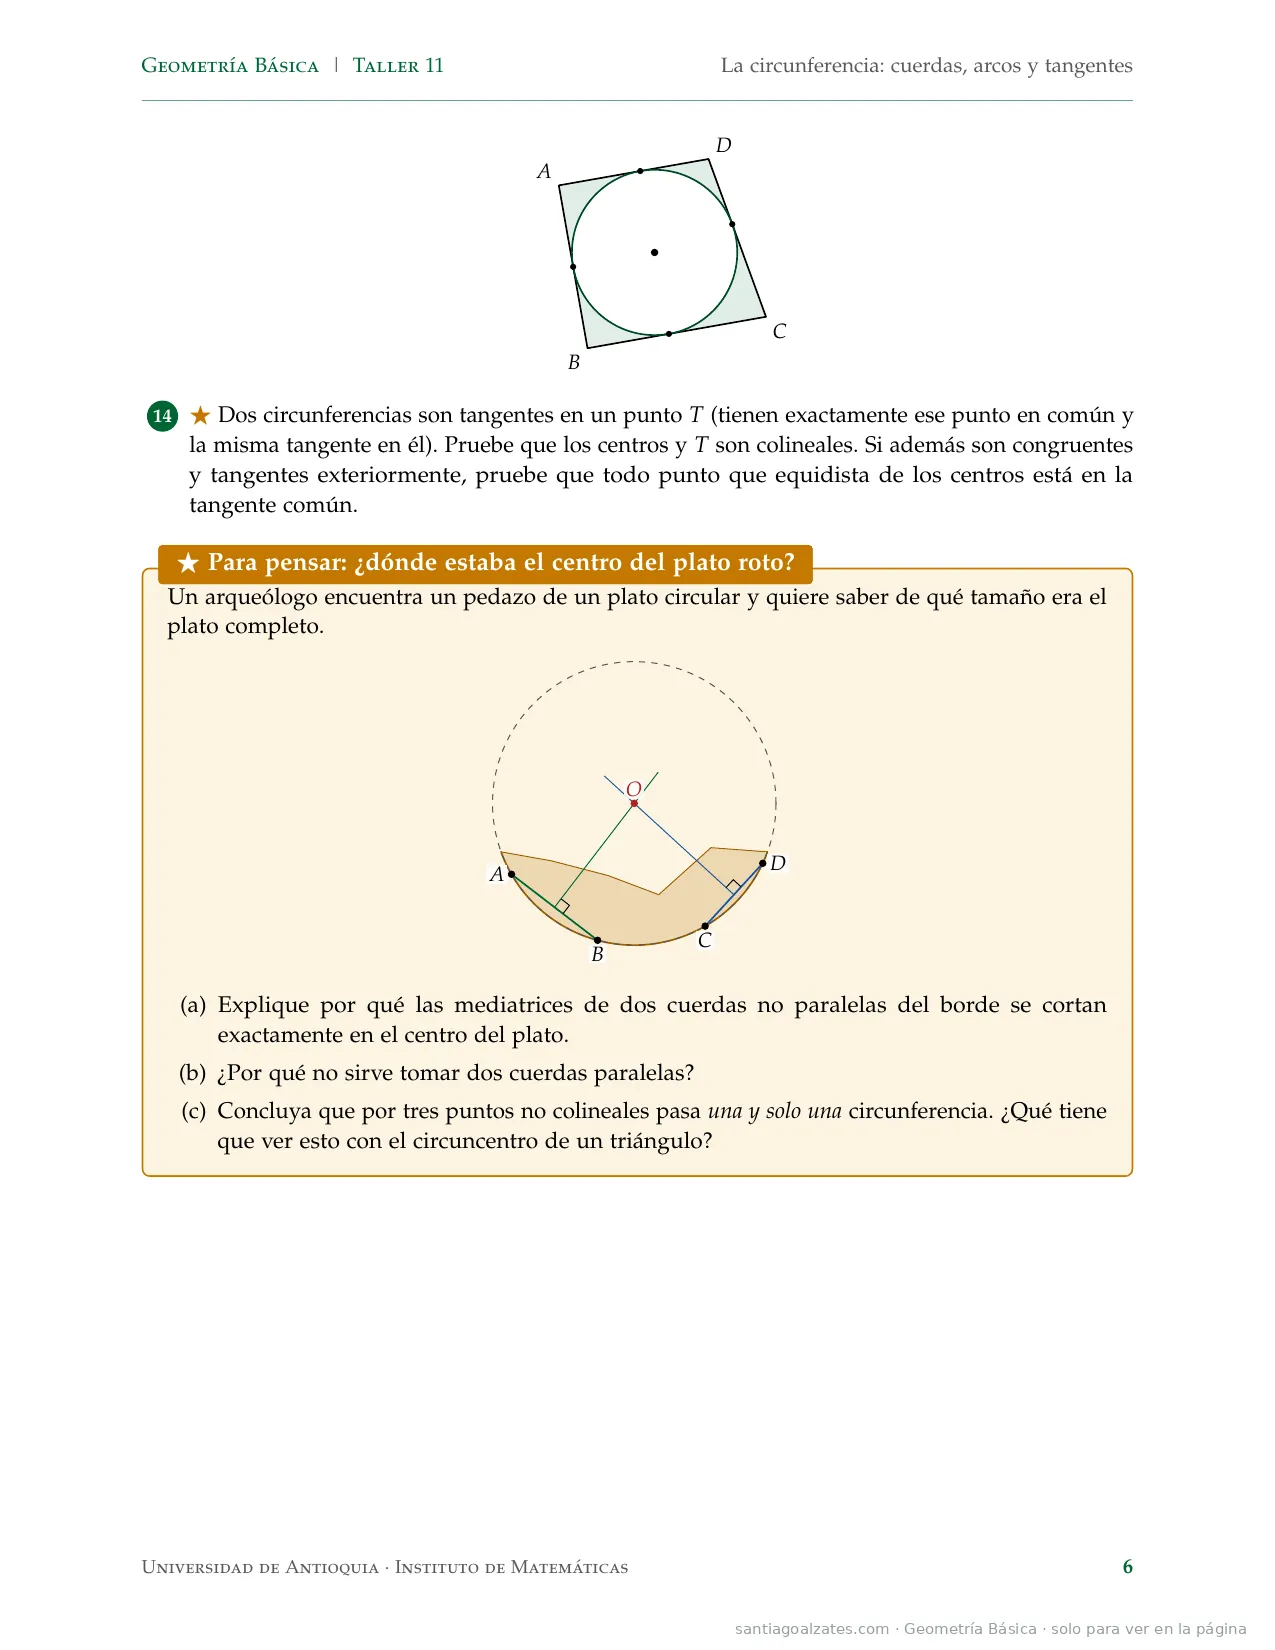 Geometría Básica | Taller 11
La circunferencia: cuerdas, arcos y tangentes
D
A
C
B
14 ★ Dos circunferencias son tangentes en un punto T (tienen exactamente ese punto en común y
la misma tangente en él). Pruebe que los centros y T son colineales. Si además son congruentes
y tangentes exteriormente, pruebe que todo punto que equidista de los centros está en la
tangente común.
★ Para pensar: ¿dónde estaba el centro del plato roto?
Un arqueólogo encuentra un pedazo de un plato circular y quiere saber de qué tamaño era el
plato completo.
O
D
A
C
B
(a) Explique por qué las mediatrices de dos cuerdas no paralelas del borde se cortan
exactamente en el centro del plato.
(b) ¿Por qué no sirve tomar dos cuerdas paralelas?
(c) Concluya que por tres puntos no colineales pasa una y solo una circunferencia. ¿Qué tiene
que ver esto con el circuncentro de un triángulo?
Universidad de Antioquia · Instituto de Matemáticas
6
santiagoalzates.com · Geometría Básica · solo para ver en la página